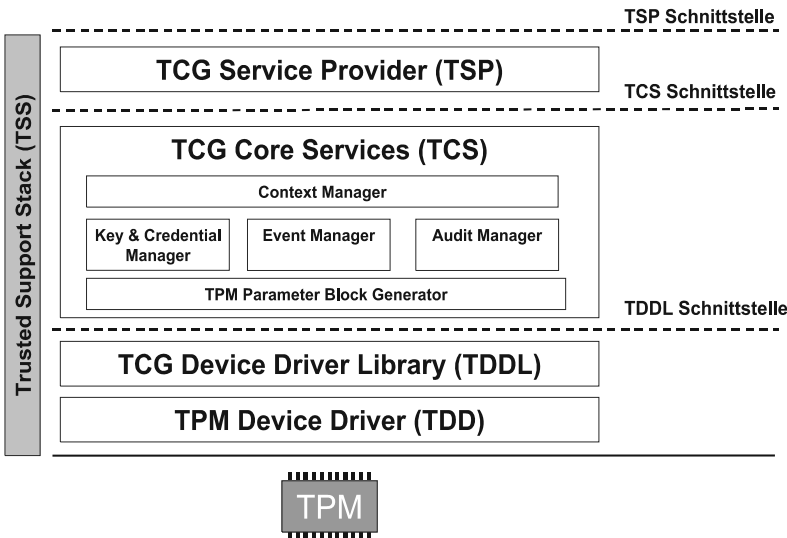 TSP Schnittstelle
TCG Service Provider (TSP)
TCS Schnittstelle
Trusted Support Stack (TSS)
TCG Core Services (TCS)
Context Manager
Key & Credential
Manager
Event Manager
Audit Manager
TPM Parameter Block Generator
TDDL Schnittstelle
TCG Device Driver Library (TDDL)
TPM Device Driver (TDD)
TPM